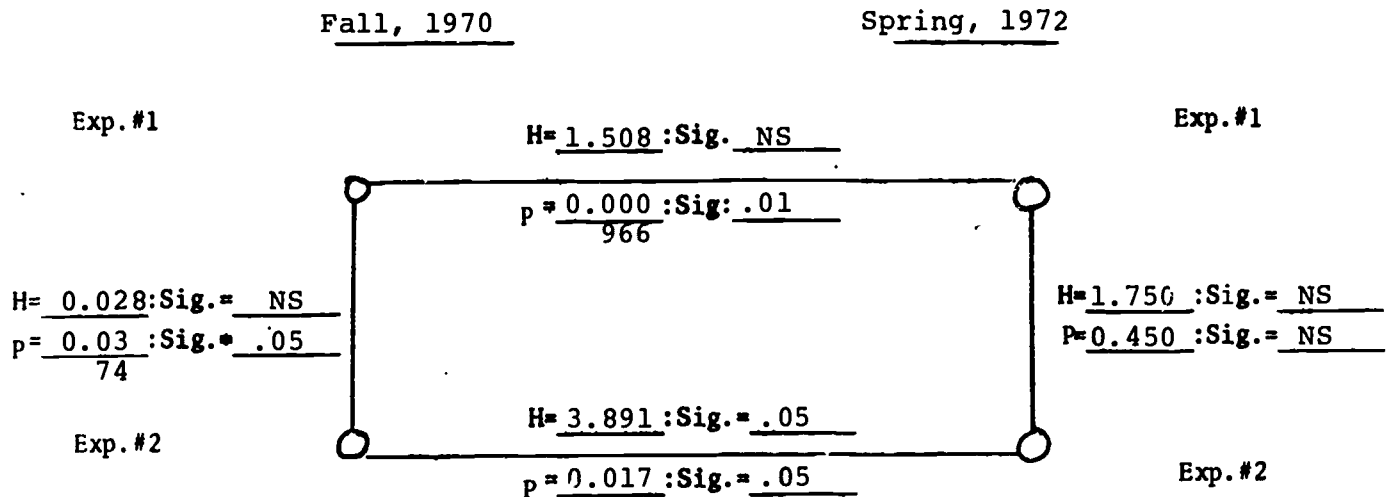 Fall, 1970 Spring, 1972
Exp.#1 Exp.#1
H= 1.508 :Sig. NS
p = 0.000 :Sig: .01
966
H= 0.028:Sig.= NS H=1.750 :Sig.= NS
p= 0.03 :Sig.= .05 P=0.450 :Sig.= NS
74
H= 3.891 :Sig.= .05
Exp.#2
p = 0.017 :Sig.= .05 Exp.#2